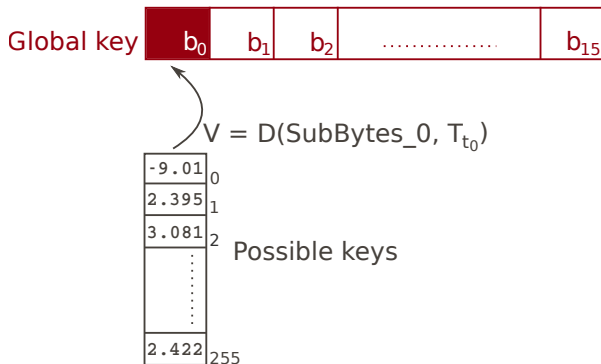 Global key b0 b1 b2 ................ b15
V = D(SubBytes_0, Tt0)
-9.01 0
2.395 1
3.081 2
Possible keys
2.422 255